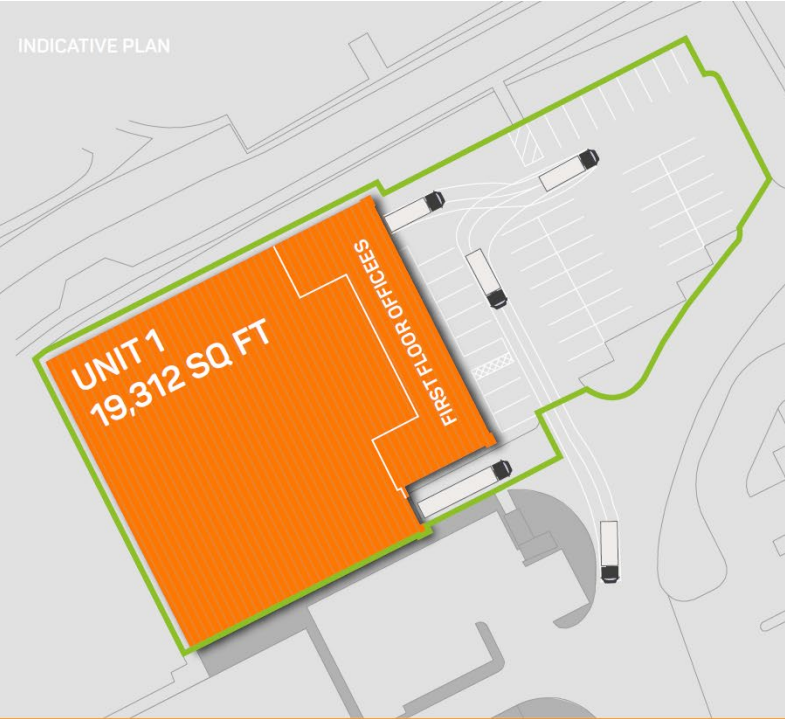 INDICATIVE PLAN
UNIT 1
19,312 SQ FT
FIRST FLOOR OFFICEES